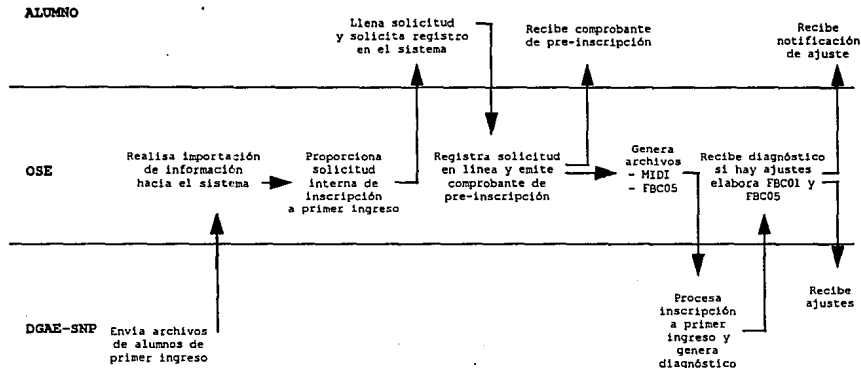 ALUMNO
Llena solicitud
y solicita registro
en el sistema
Recibe comprobante
de pre-inscripción
Recibe
notificación
de ajuste
OSE
Realisa importación
de información
hacia el sistema
Proporciona
solicitud
interna de
inscripción
a primer ingreso
Registra solicitud
en línea y emite
comprobante de
pre-inscripción
Genera
archivos
- MIDI
- FBC05
Recibe diagnóstico
si hay ajustes
elabora FBC01 y
FBC05
DGAE-SNP
Envia archivos
de alumnos de
primer ingreso
Procesa
inscripción
a primer
ingreso y
genera
diagnóstico
Recibe
ajustes